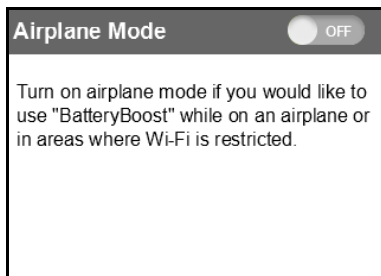 Airplane Mode
OFF
Turn on airplane mode if you would like to
use "BatteryBoost" while on an airplane or
in areas where Wi-Fi is restricted.